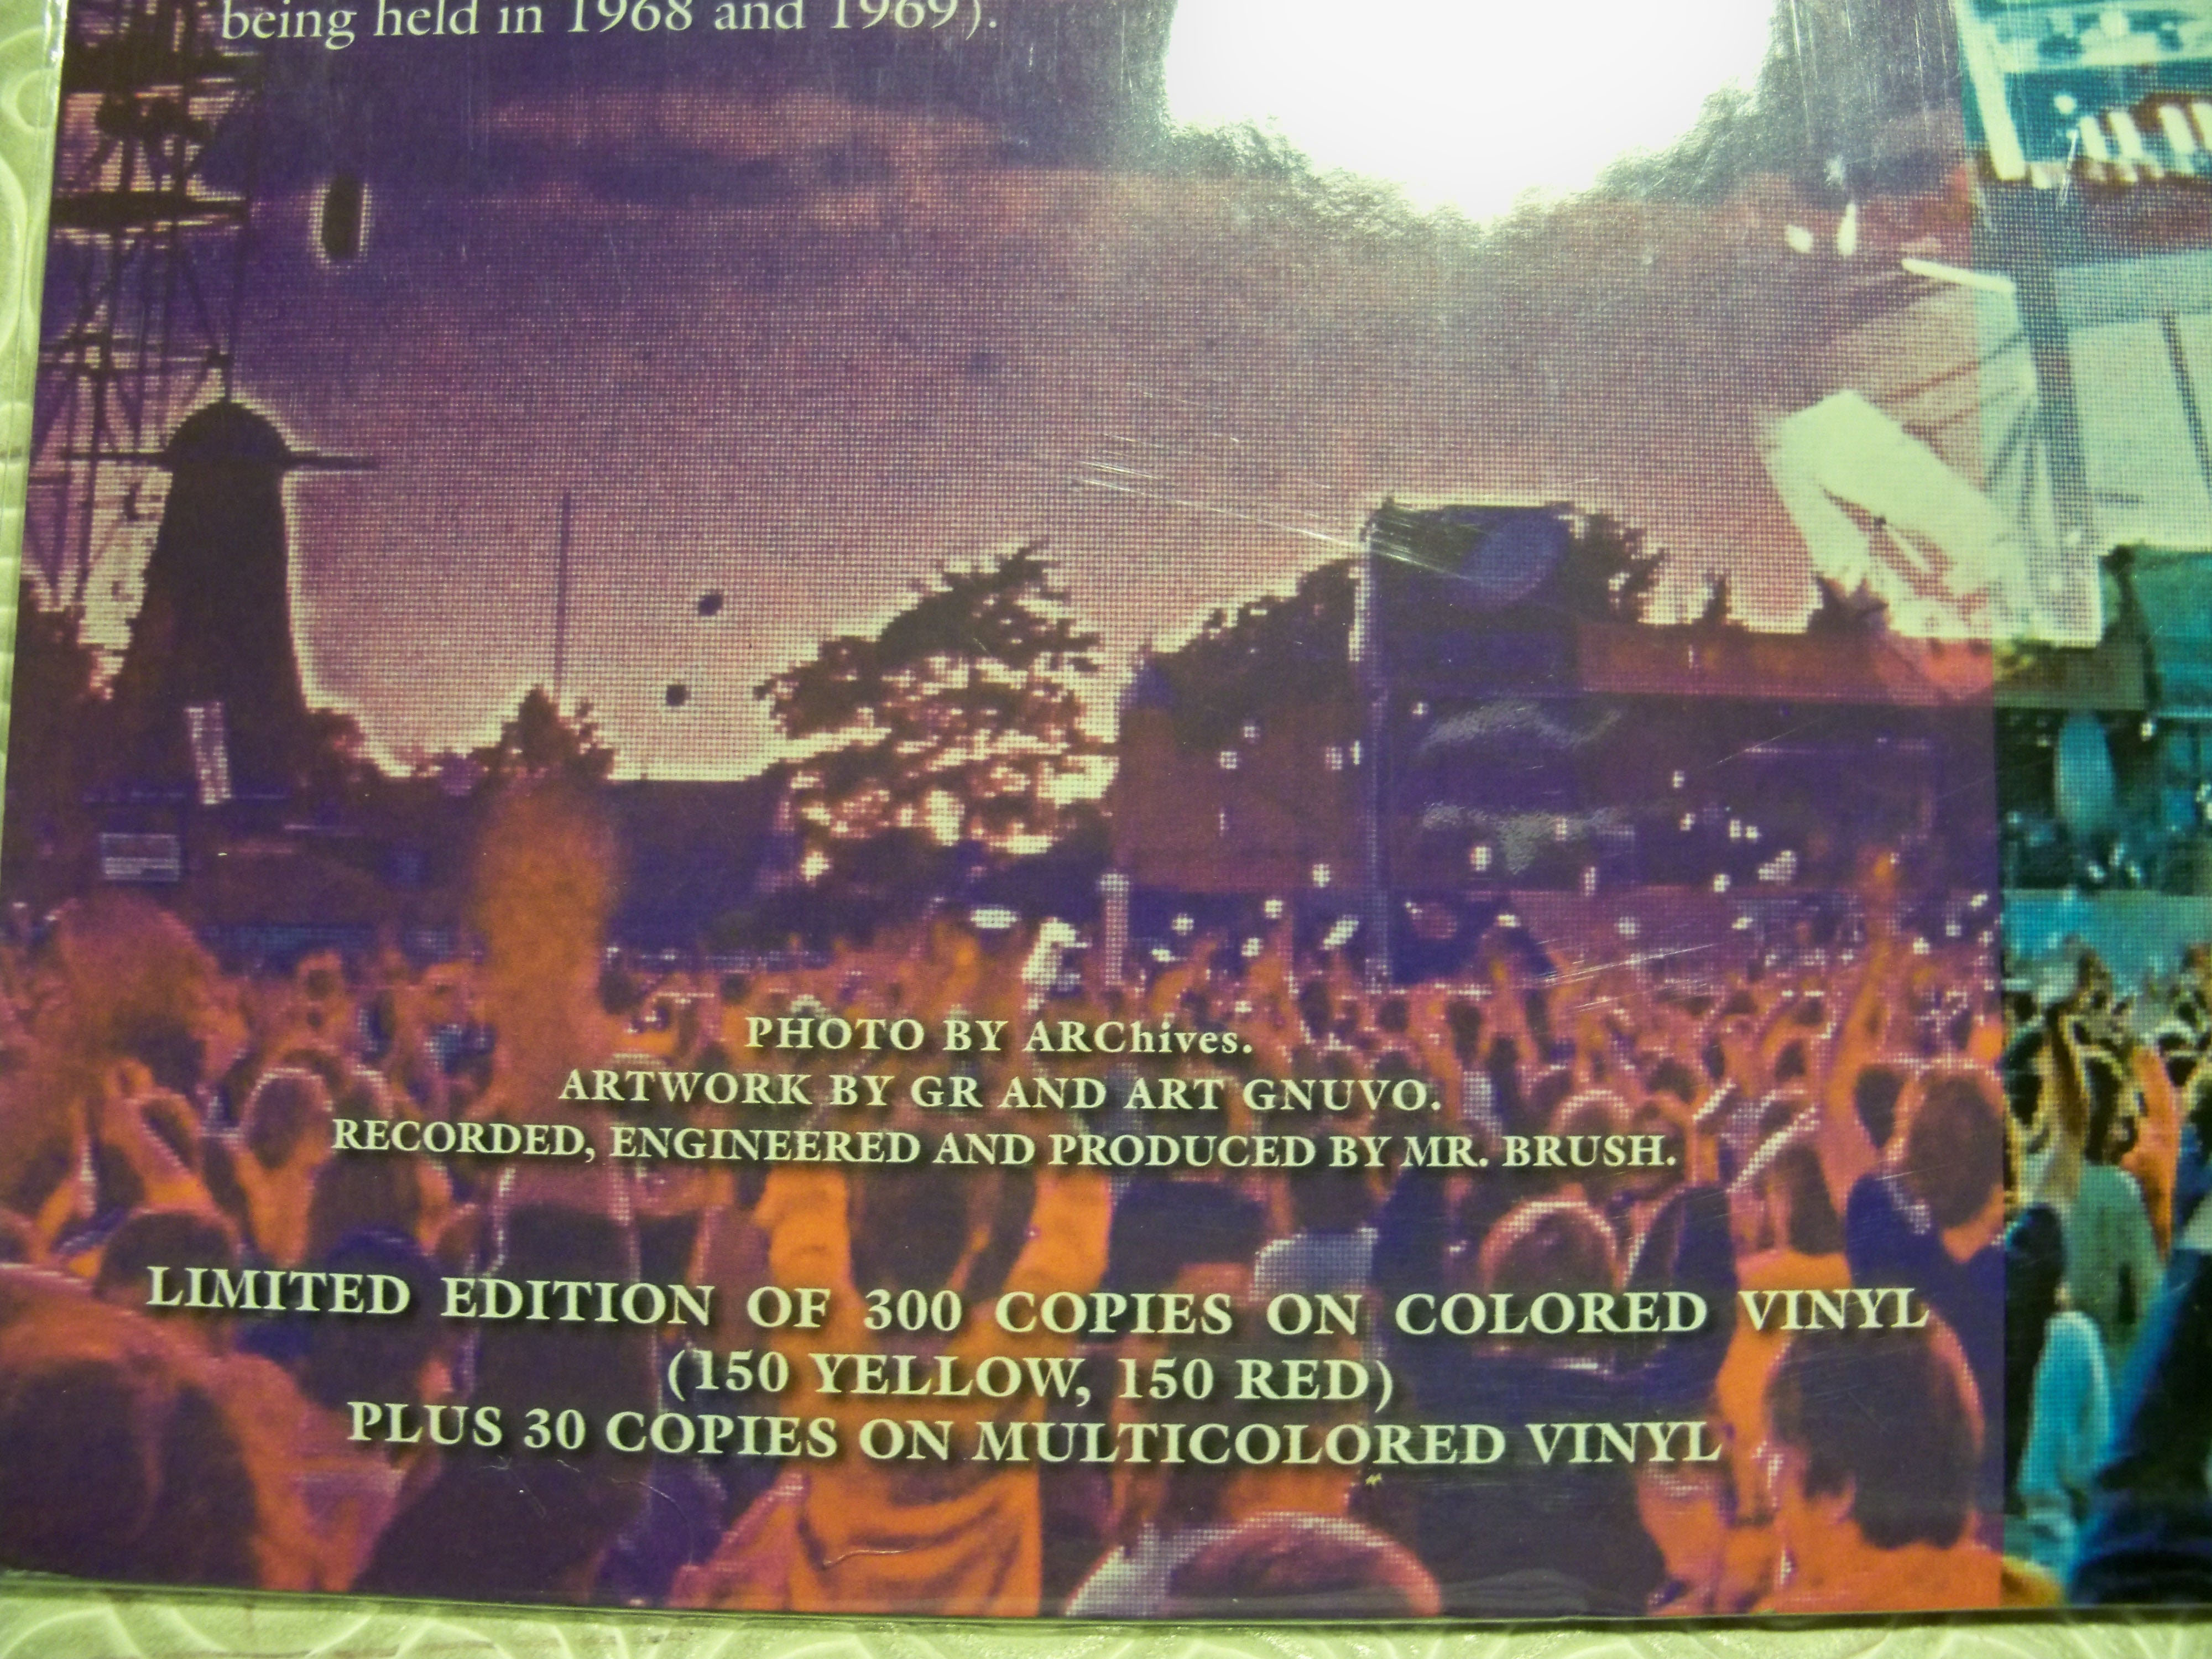 being held in 1968 and 1969).
PHOTO BY ARChives.
ARTWORK BY GR AND ART GNUVO.
RECORDED, ENGINEERED AND PRODUCED BY MR. BRUSH.
LIMITED EDITION OF 300 COPIES ON COLORED VINYL
(150 YELLOW, 150 RED)
PLUS 30 COPIES ON MULTICOLORED VINYL